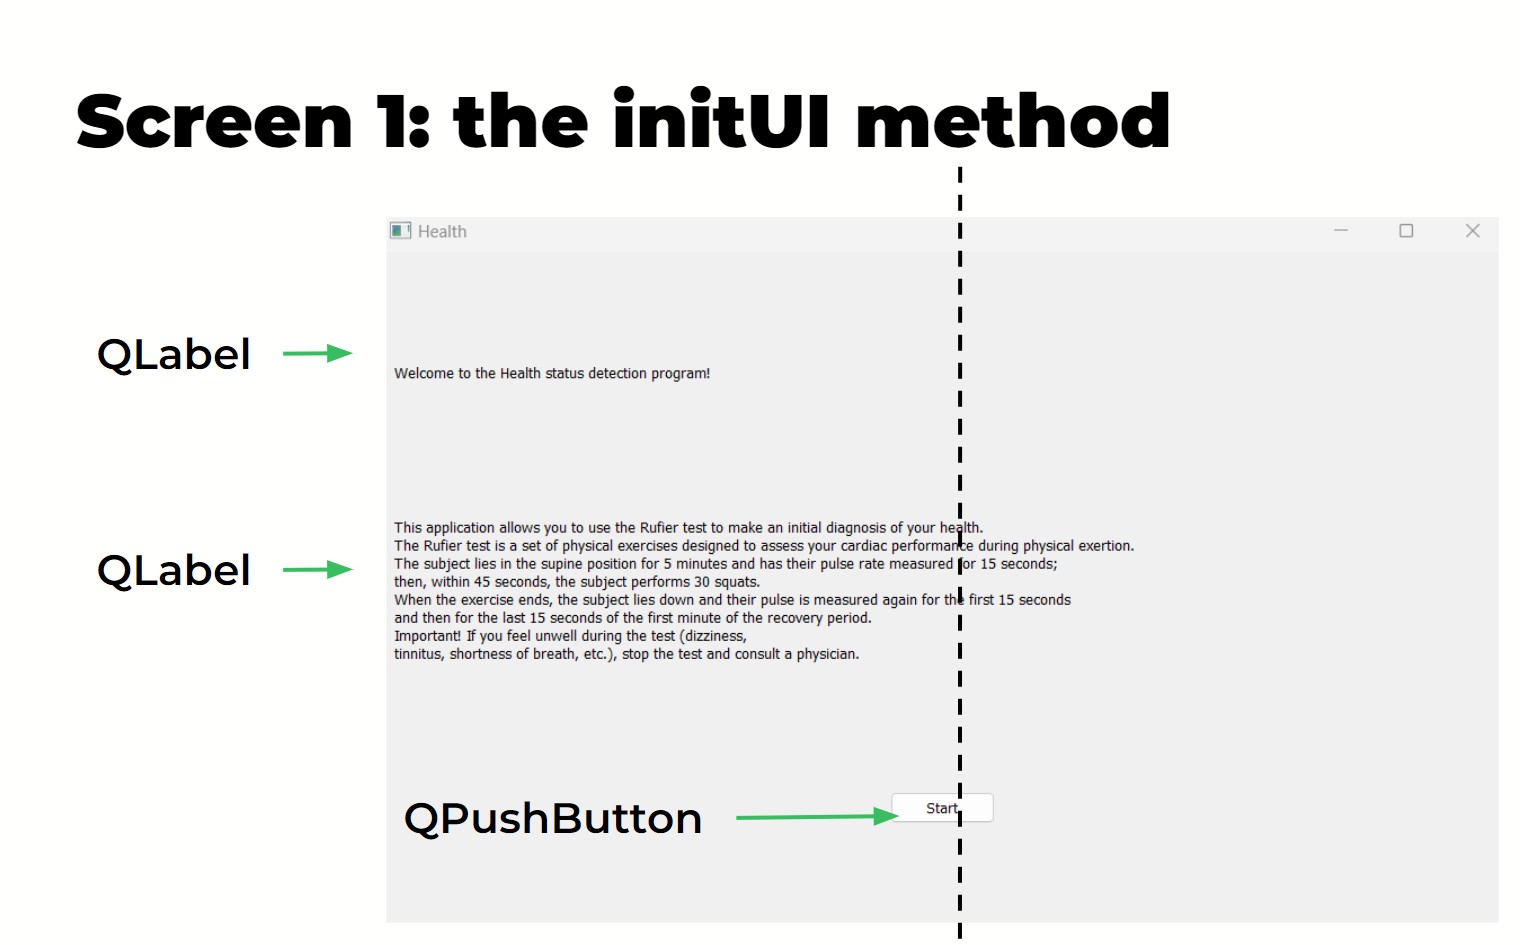 Screen 1: the initUI method
Health
QLabel
Welcome to the Health status detection program!
QLabel
This application allows you to use the Rufier test to make an initial diagnosis of your health.
The Rufier test is a set of physical exercises designed to assess your cardiac performance during physical exertion.
The subject lies in the supine position for 5 minutes and has their pulse rate measured for 15 seconds;
then, within 45 seconds, the subject performs 30 squats.
When the exercise ends, the subject lies down and their pulse is measured again for the first 15 seconds
and then for the last 15 seconds of the first minute of the recovery period.
Important! If you feel unwell during the test (dizziness,
tinnitus, shortness of breath, etc.), stop the test and consult a physician.
QPushButton
Start